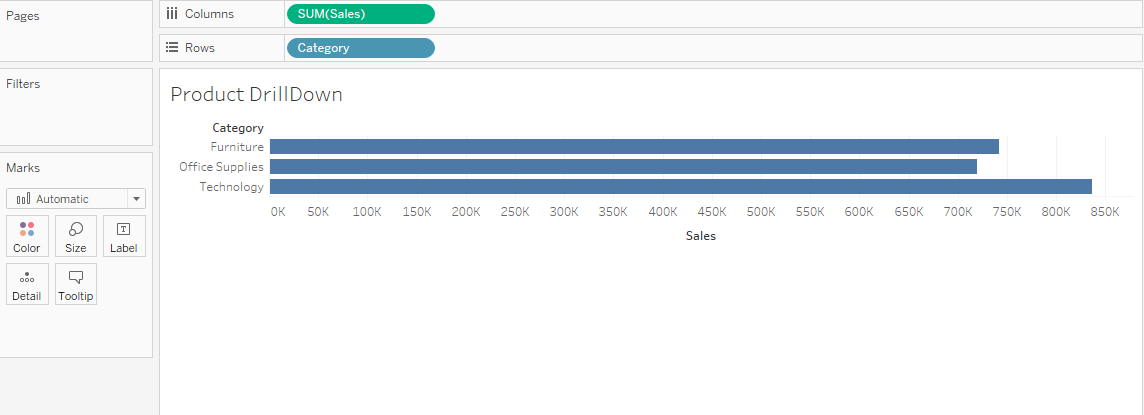 Pages
Columns
SUM(Sales)
Rows
Category
Filters
Marks
Automatic
Color
Size
T
Label
Detail
Tooltip
Product DrillDown
Category
Furniture
Office Supplies
Technology
0K 50K 100K 150K 200K 250K 300K 350K 400K 450K 500K 550K 600K 650K 700K 750K 800K 850K
Sales